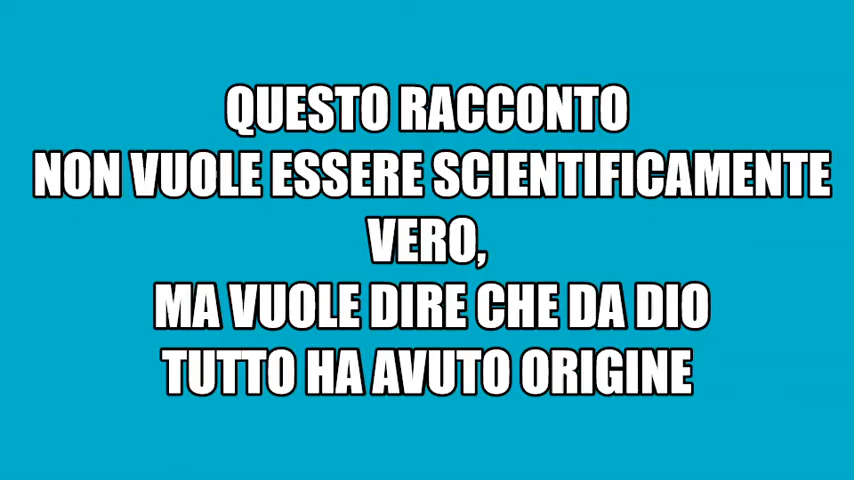 QUESTO RACCONTO
NON VUOLE ESSERE SCIENTIFICAMENTE
VERO,
MA VUOLE DIRE CHE DA DIO
TUTTO HA AVUTO ORIGINE